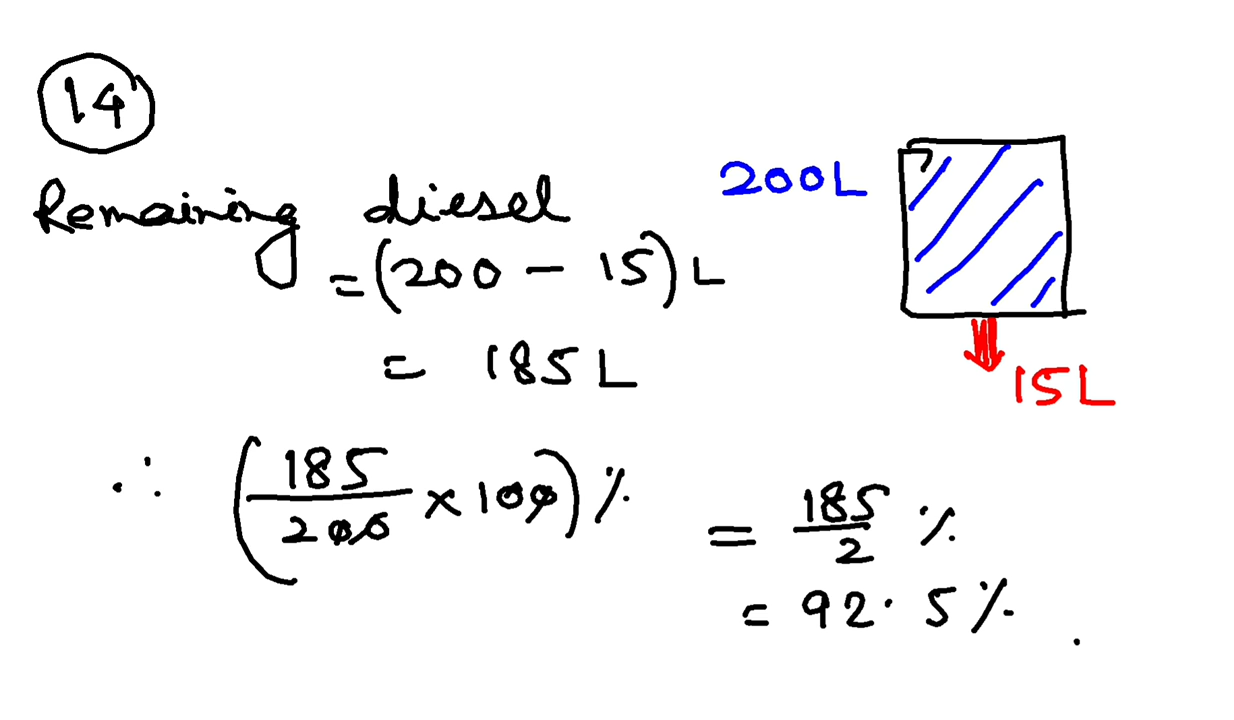 14
Remaining diesel
= (200 - 15) L
= 185 L
200L
15L
∴ (185/200 × 100) %
= 185/2 %
= 92.5 %